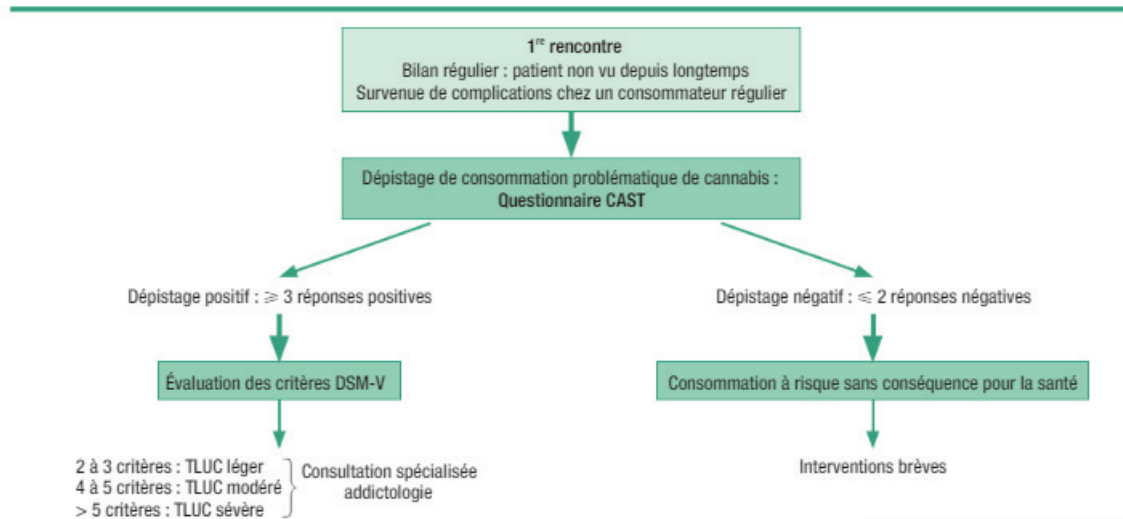 1re rencontre
Bilan régulier : patient non vu depuis longtemps
Survenue de complications chez un consommateur régulier
Dépistage de consommation problématique de cannabis :
Questionnaire CAST
Dépistage positif : ⩾ 3 réponses positives
Dépistage négatif : ⩽ 2 réponses négatives
Évaluation des critères DSM-V
Consommation à risque sans conséquence pour la santé
2 à 3 critères : TLUC léger
4 à 5 critères : TLUC modéré
> 5 critères : TLUC sévère
Consultation spécialisée
addictologie
Interventions brèves